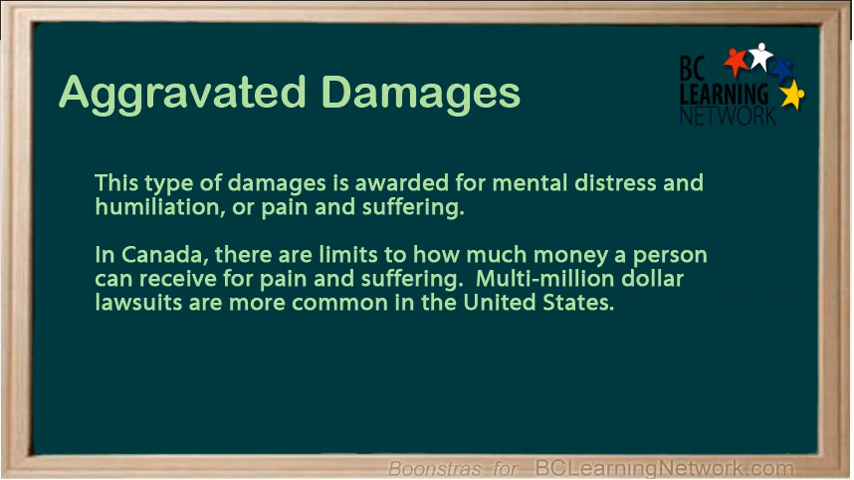 Aggravated Damages
BC
LEARNING
NETWORK
This type of damages is awarded for mental distress and
humiliation, or pain and suffering.
In Canada, there are limits to how much money a person
can receive for pain and suffering.  Multi-million dollar
lawsuits are more common in the United States.
Boonstras for BCLearningNetwork.com